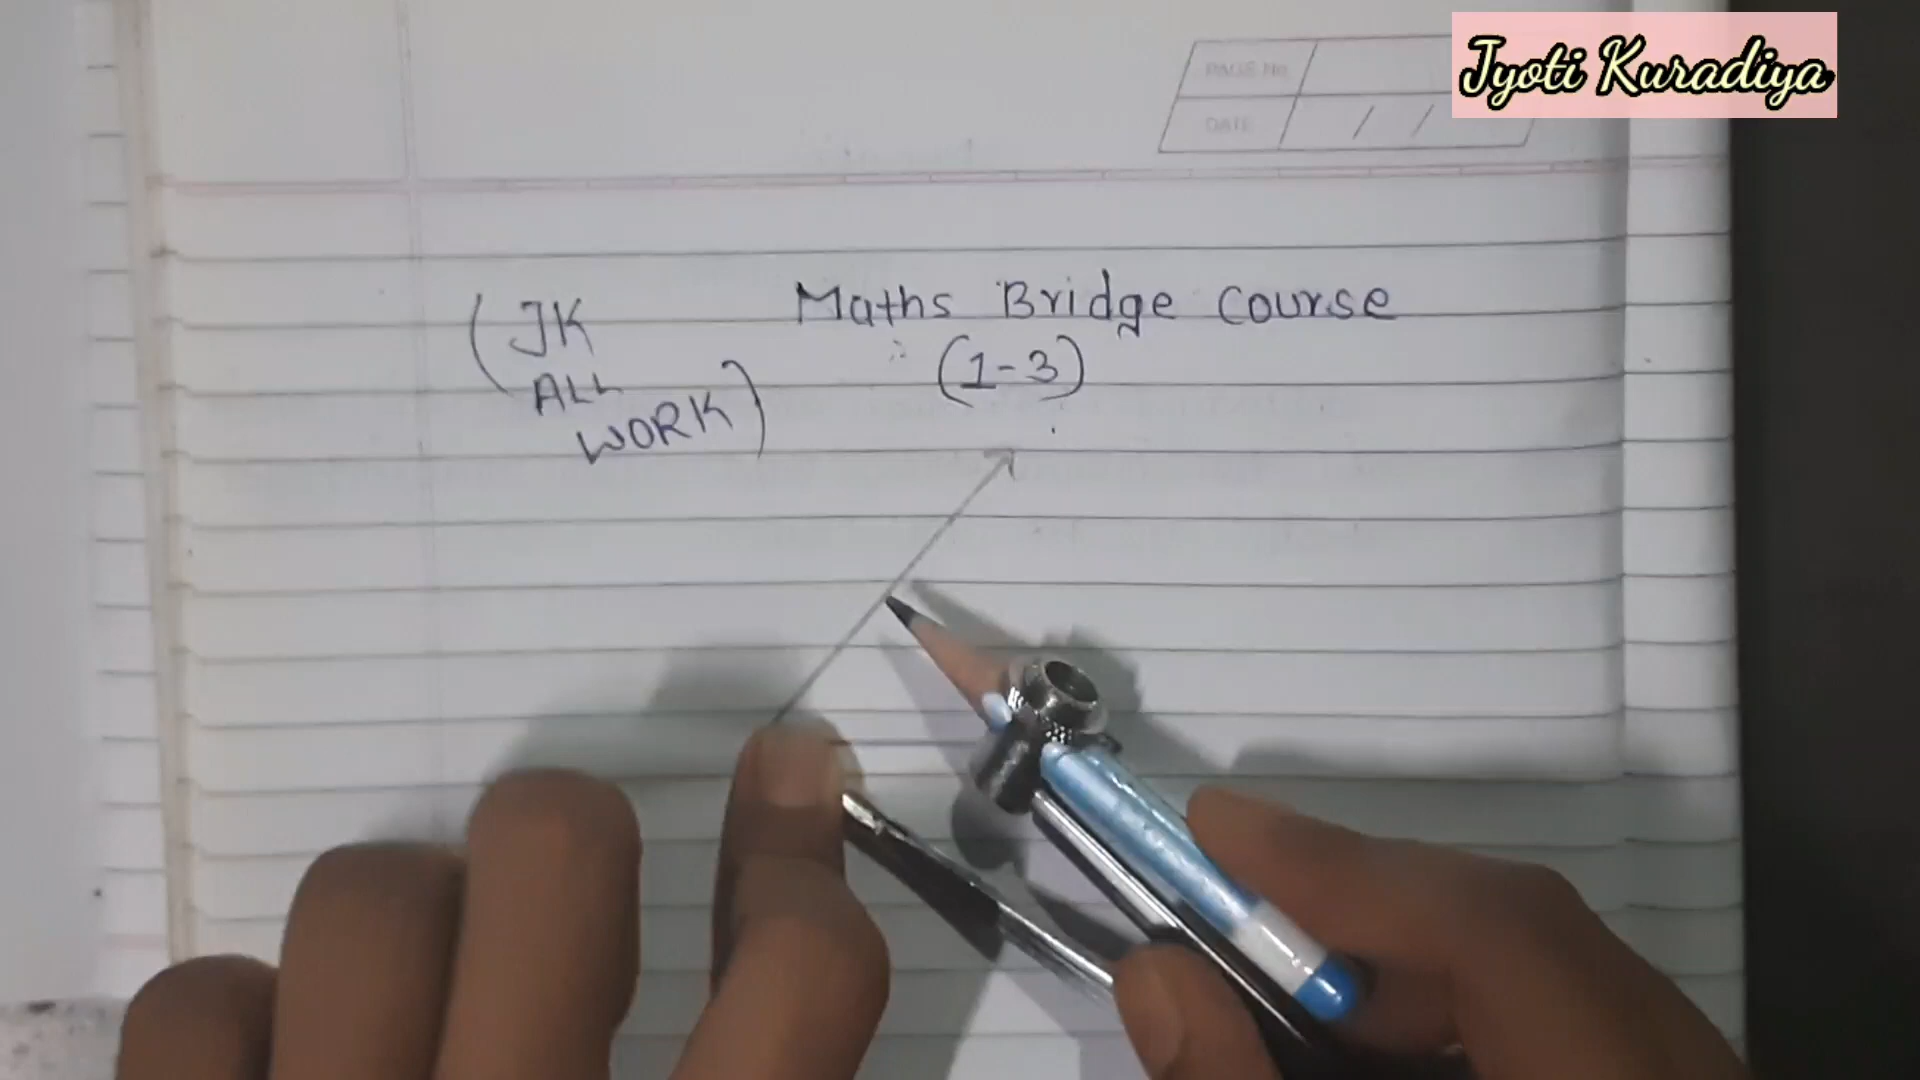 Jyoti Kuradiya
PAGE No.
DATE / /
Maths Bridge Course
(1-3)
(JK
ALL
WORK)